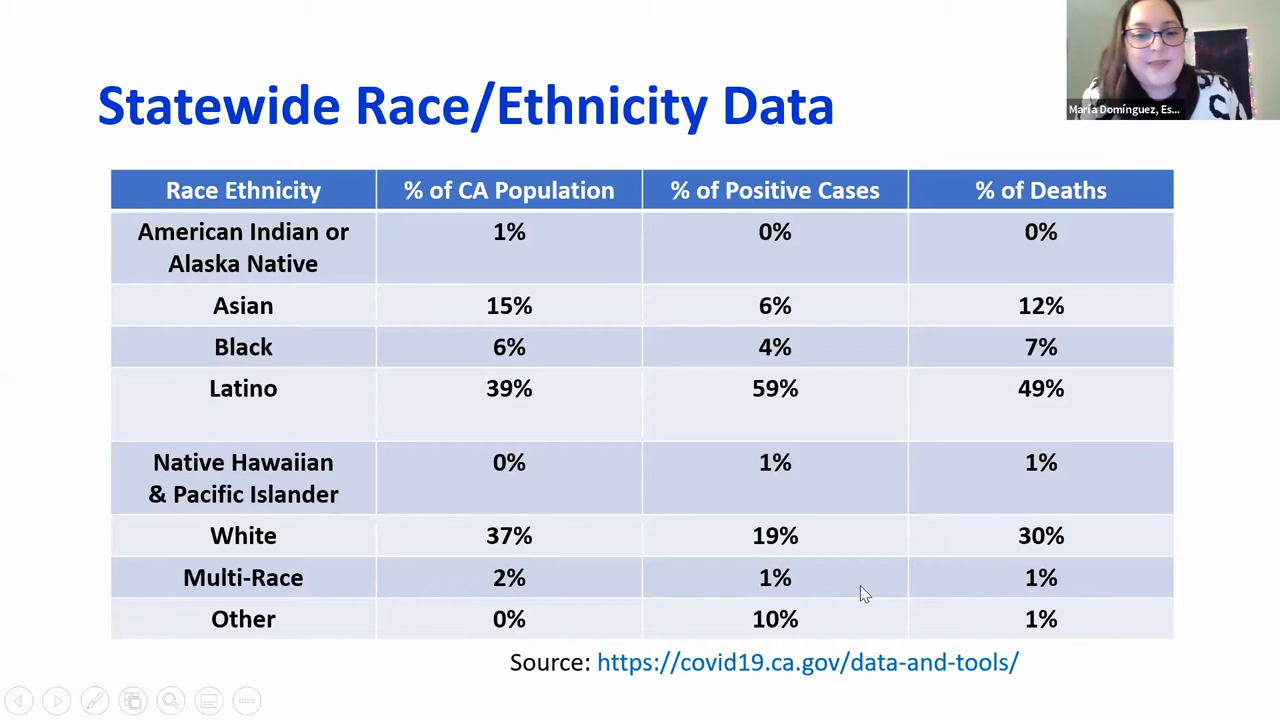 María Domínguez, Es...
Statewide Race/Ethnicity Data
Race Ethnicity % of CA Population % of Positive Cases % of Deaths
American Indian or
Alaska Native 1% 0% 0%
Asian 15% 6% 12%
Black 6% 4% 7%
Latino 39% 59% 49%
Native Hawaiian
& Pacific Islander 0% 1% 1%
White 37% 19% 30%
Multi-Race 2% 1% 1%
Other 0% 10% 1%
Source: https://covid19.ca.gov/data-and-tools/